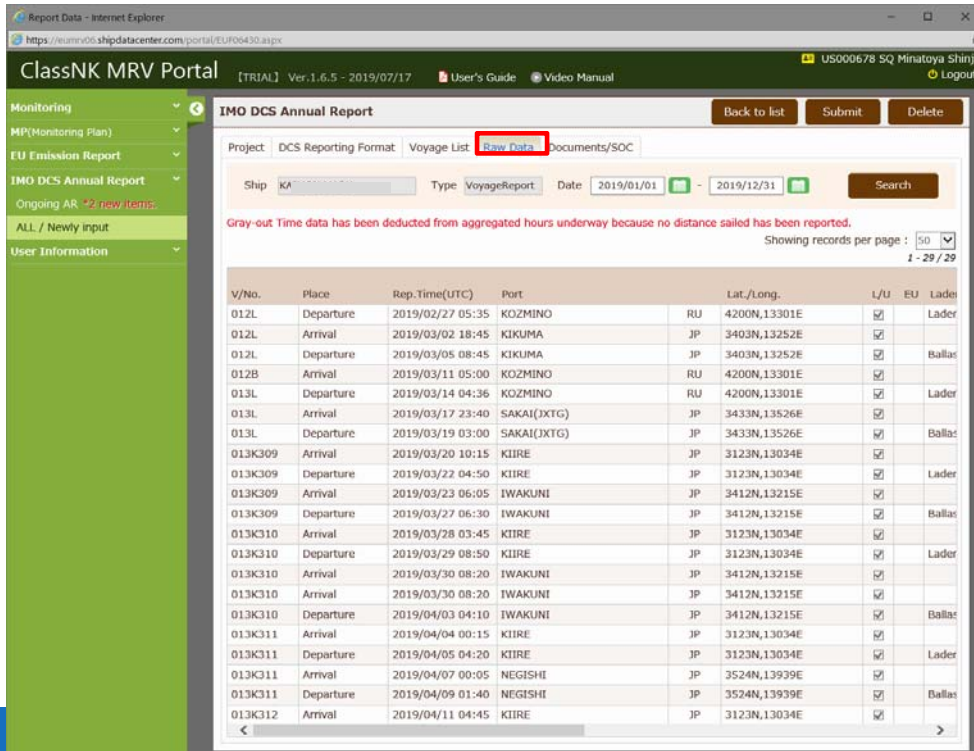 Report Data - Internet Explorer
https://eumrv06.shipdatacenter.com/portal/EUF06430.aspx
ClassNK MRV Portal 【TRIAL】 Ver.1.6.5 - 2019/07/17 User's Guide Video Manual
US000678 SQ Minatoya Shinj
Logout
Monitoring
MP(Monitoring Plan)
EU Emission Report
IMO DCS Annual Report
Ongoing AR *2 new items.
ALL / Newly input
User Information
IMO DCS Annual Report Back to list Submit Delete
Project DCS Reporting Format Voyage List Raw Data Documents/SOC
Ship Type VoyageReport Date 2019/01/01 - 2019/12/31 Search
Gray-out Time data has been deducted from aggregated hours underway because no distance sailed has been reported.
Showing records per page : 50
1 - 29 / 29
V/No. Place Rep.Time(UTC) Port Lat./Long. L/U EU Lader
012L Departure 2019/02/27 05:35 KOZMINO RU 4200N,13301E Lader
012L Arrival 2019/03/02 18:45 KIKUMA JP 3403N,13252E
012L Departure 2019/03/05 08:45 KIKUMA JP 3403N,13252E Ballas
012B Arrival 2019/03/11 05:00 KOZMINO RU 4200N,13301E
013L Departure 2019/03/14 04:36 KOZMINO RU 4200N,13301E Lader
013L Arrival 2019/03/17 23:40 SAKAI(JXTG) JP 3433N,13526E
013L Departure 2019/03/19 03:00 SAKAI(JXTG) JP 3433N,13526E Ballas
013K309 Arrival 2019/03/20 10:15 KIIRE JP 3123N,13034E
013K309 Departure 2019/03/22 04:50 KIIRE JP 3123N,13034E Lader
013K309 Arrival 2019/03/23 06:05 IWAKUNI JP 3412N,13215E
013K309 Departure 2019/03/27 06:30 IWAKUNI JP 3412N,13215E Ballas
013K310 Arrival 2019/03/28 03:45 KIIRE JP 3123N,13034E
013K310 Departure 2019/03/29 08:50 KIIRE JP 3123N,13034E Lader
013K310 Arrival 2019/03/30 08:20 IWAKUNI JP 3412N,13215E
013K310 Arrival 2019/03/30 08:20 IWAKUNI JP 3412N,13215E
013K310 Departure 2019/04/03 04:10 IWAKUNI JP 3412N,13215E Ballas
013K311 Arrival 2019/04/04 00:15 KIIRE JP 3123N,13034E
013K311 Departure 2019/04/05 04:20 KIIRE JP 3123N,13034E Lader
013K311 Arrival 2019/04/07 00:05 NEGISHI JP 3524N,13939E
013K311 Departure 2019/04/09 01:40 NEGISHI JP 3524N,13939E Ballas
013K312 Arrival 2019/04/11 04:45 KIIRE JP 3123N,13034E